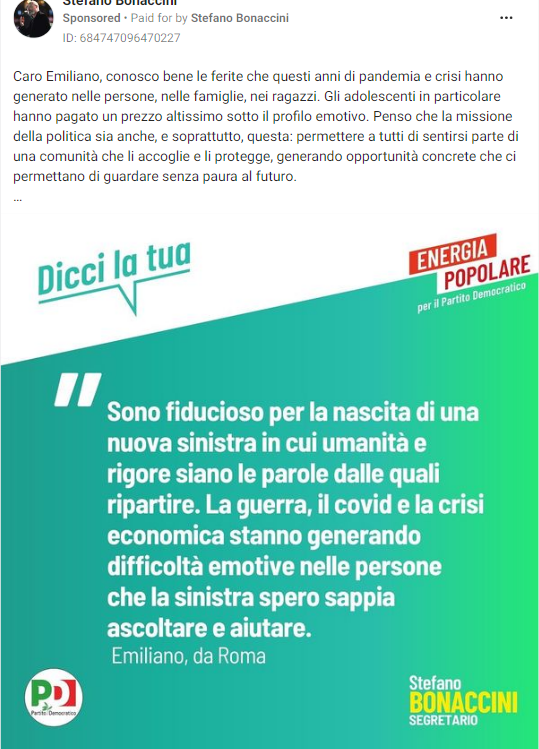 Stefano Bonaccini
Sponsored • Paid for by Stefano Bonaccini
ID: 684747096470227
Caro Emiliano, conosco bene le ferite che questi anni di pandemia e crisi hanno
generato nelle persone, nelle famiglie, nei ragazzi. Gli adolescenti in particolare
hanno pagato un prezzo altissimo sotto il profilo emotivo. Penso che la missione
della politica sia anche, e soprattutto, questa: permettere a tutti di sentirsi parte di
una comunità che li accoglie e li protegge, generando opportunità concrete che ci
permettano di guardare senza paura al futuro.
...
Dicci la tua
ENERGIA
POPOLARE
per il Partito Democratico
"
Sono fiducioso per la nascita di una
nuova sinistra in cui umanità e
rigore siano le parole dalle quali
ripartire. La guerra, il covid e la crisi
economica stanno generando
difficoltà emotive nelle persone
che la sinistra spero sappia
ascoltare e aiutare.
Emiliano, da Roma
PD
Partito Democratico
Stefano
BONACCINI
SEGRETARIO